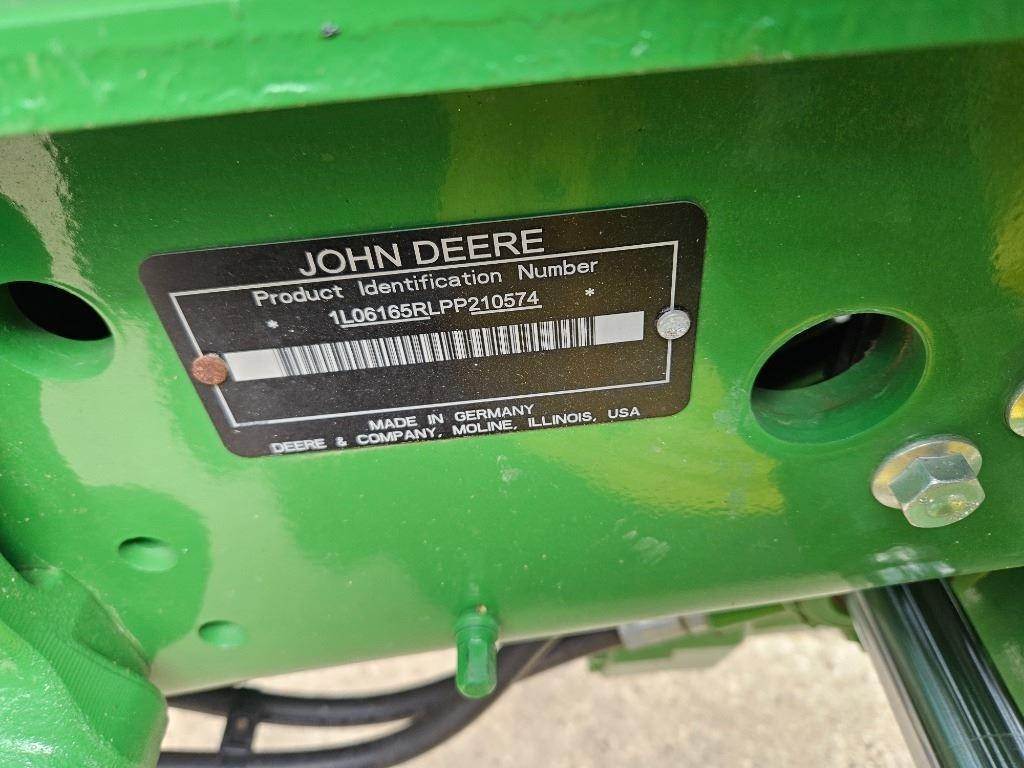 JOHN DEERE
Product Identification Number
* 1L06165RLPP210574 *
MADE IN GERMANY
DEERE & COMPANY, MOLINE, ILLINOIS, USA